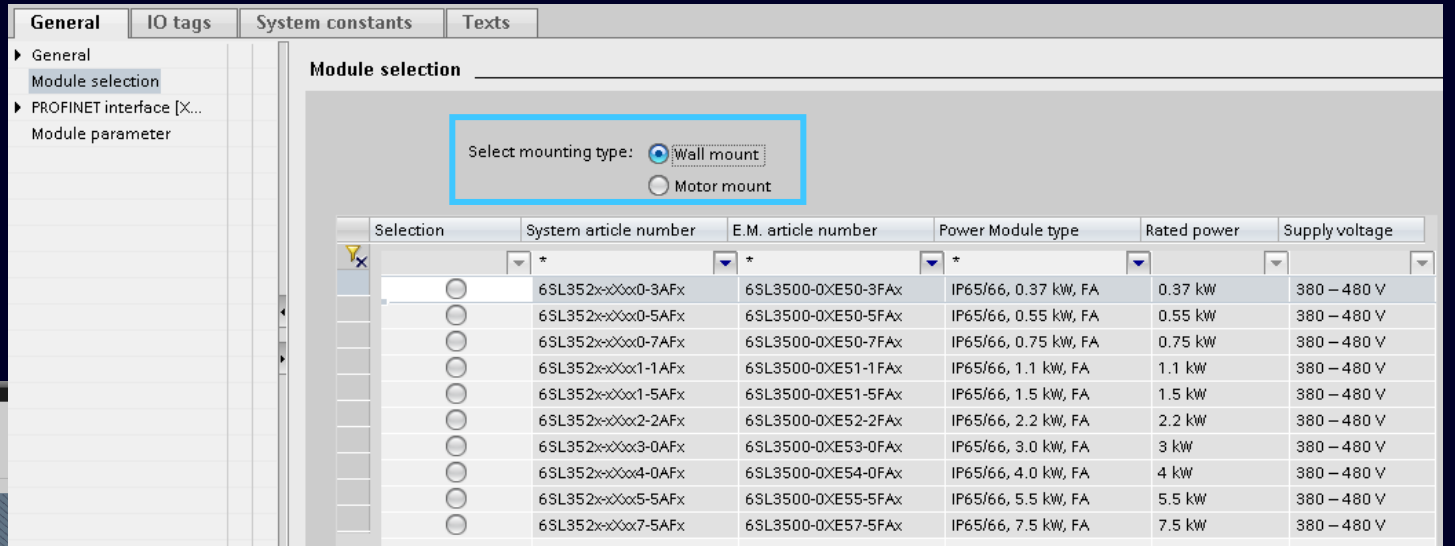 General IO tags System constants Texts
General
Module selection
PROFINET interface [X...
Module parameter
Module selection
Select mounting type: Wall mount
Motor mount
Selection System article number E.M. article number Power Module type Rated power Supply voltage
* * *
6SL352x-xXxx0-3AFx 6SL3500-0XE50-3FAx IP65/66, 0.37 kW, FA 0.37 kW 380 – 480 V
6SL352x-xXxx0-5AFx 6SL3500-0XE50-5FAx IP65/66, 0.55 kW, FA 0.55 kW 380 – 480 V
6SL352x-xXxx0-7AFx 6SL3500-0XE50-7FAx IP65/66, 0.75 kW, FA 0.75 kW 380 – 480 V
6SL352x-xXxx1-1AFx 6SL3500-0XE51-1FAx IP65/66, 1.1 kW, FA 1.1 kW 380 – 480 V
6SL352x-xXxx1-5AFx 6SL3500-0XE51-5FAx IP65/66, 1.5 kW, FA 1.5 kW 380 – 480 V
6SL352x-xXxx2-2AFx 6SL3500-0XE52-2FAx IP65/66, 2.2 kW, FA 2.2 kW 380 – 480 V
6SL352x-xXxx3-0AFx 6SL3500-0XE53-0FAx IP65/66, 3.0 kW, FA 3 kW 380 – 480 V
6SL352x-xXxx4-0AFx 6SL3500-0XE54-0FAx IP65/66, 4.0 kW, FA 4 kW 380 – 480 V
6SL352x-xXxx5-5AFx 6SL3500-0XE55-5FAx IP65/66, 5.5 kW, FA 5.5 kW 380 – 480 V
6SL352x-xXxx7-5AFx 6SL3500-0XE57-5FAx IP65/66, 7.5 kW, FA 7.5 kW 380 – 480 V